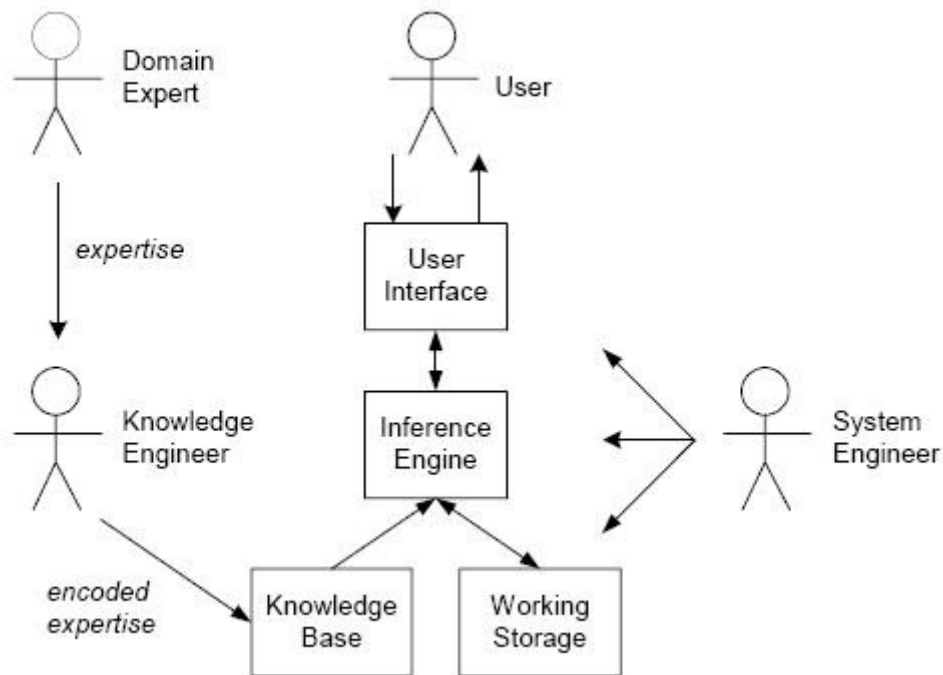 Domain
Expert
User
expertise
User
Interface
Knowledge
Engineer
Inference
Engine
System
Engineer
encoded
expertise
Knowledge
Base
Working
Storage